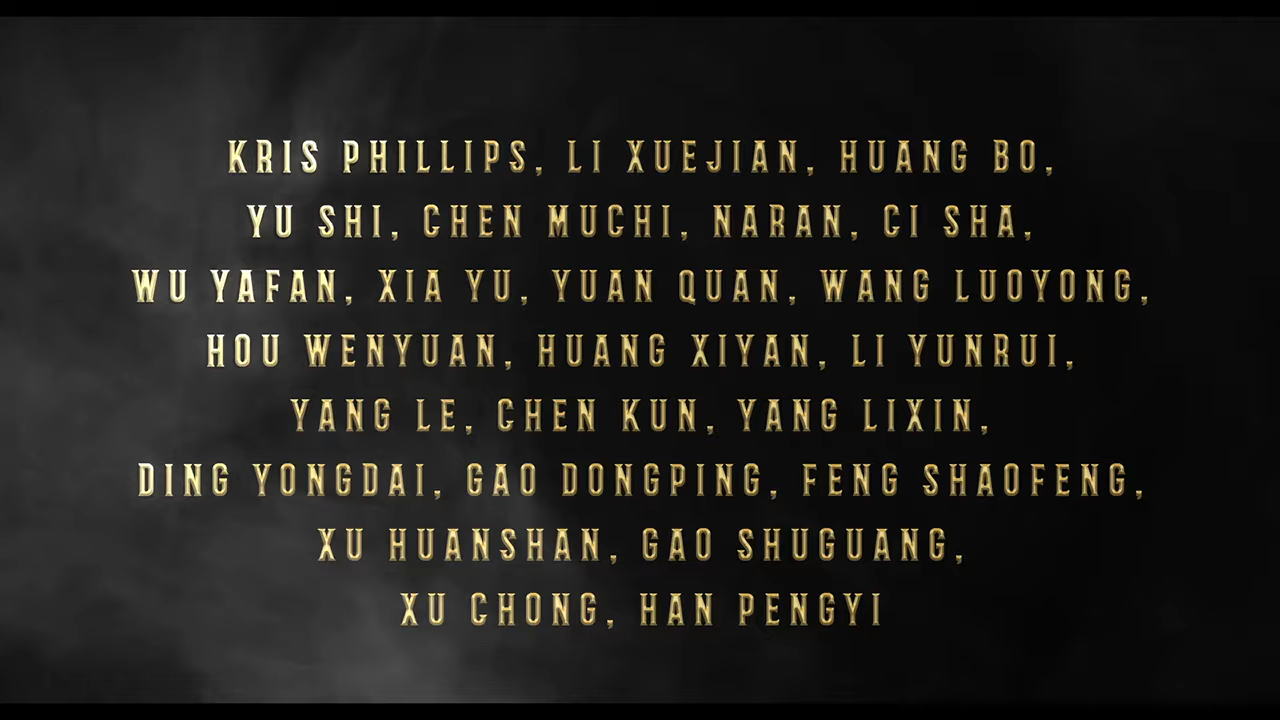 KRIS PHILLIPS, LI XUEJIAN, HUANG BO,
YU SHI, CHEN MUCHI, NARAN, CI SHA,
WU YAFAN, XIA YU, YUAN QUAN, WANG LUOYONG,
HOU WENYUAN, HUANG XIYAN, LI YUNRUI,
YANG LE, CHEN KUN, YANG LIXIN,
DING YONGDAI, GAO DONGPING, FENG SHAOFENG,
XU HUANSHAN, GAO SHUGUANG,
XU CHONG, HAN PENGYI